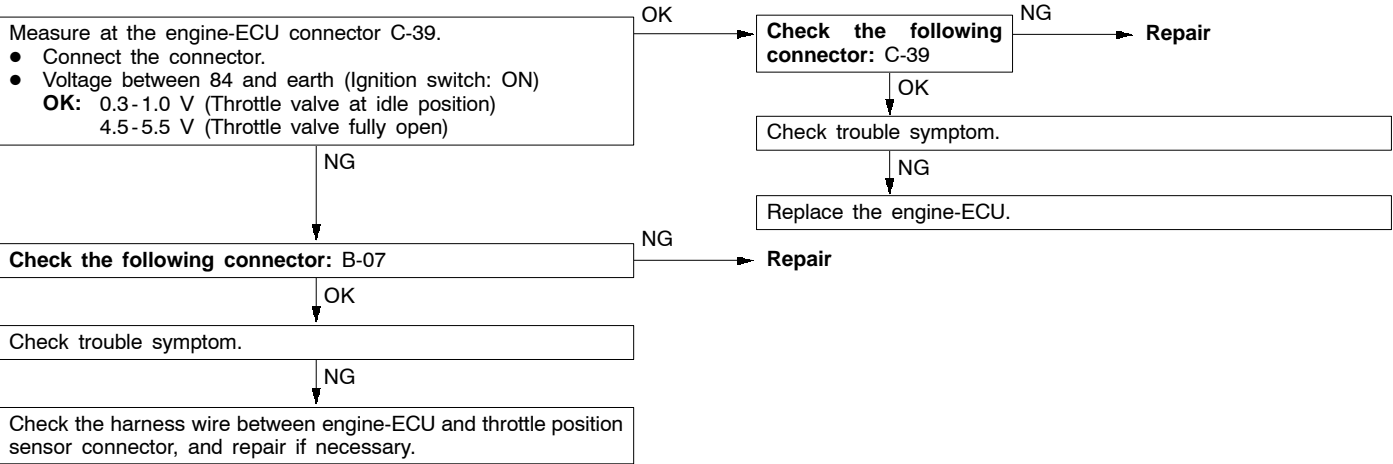 Measure at the engine-ECU connector C-39.
● Connect the connector.
● Voltage between 84 and earth (Ignition switch: ON)
OK: 0.3-1.0 V (Throttle valve at idle position)
4.5-5.5 V (Throttle valve fully open)
OK
Check the following
connector: C-39
NG
Repair
OK
Check trouble symptom.
NG
Replace the engine-ECU.
NG
Check the following connector: B-07
NG
Repair
OK
Check trouble symptom.
NG
Check the harness wire between engine-ECU and throttle position
sensor connector, and repair if necessary.